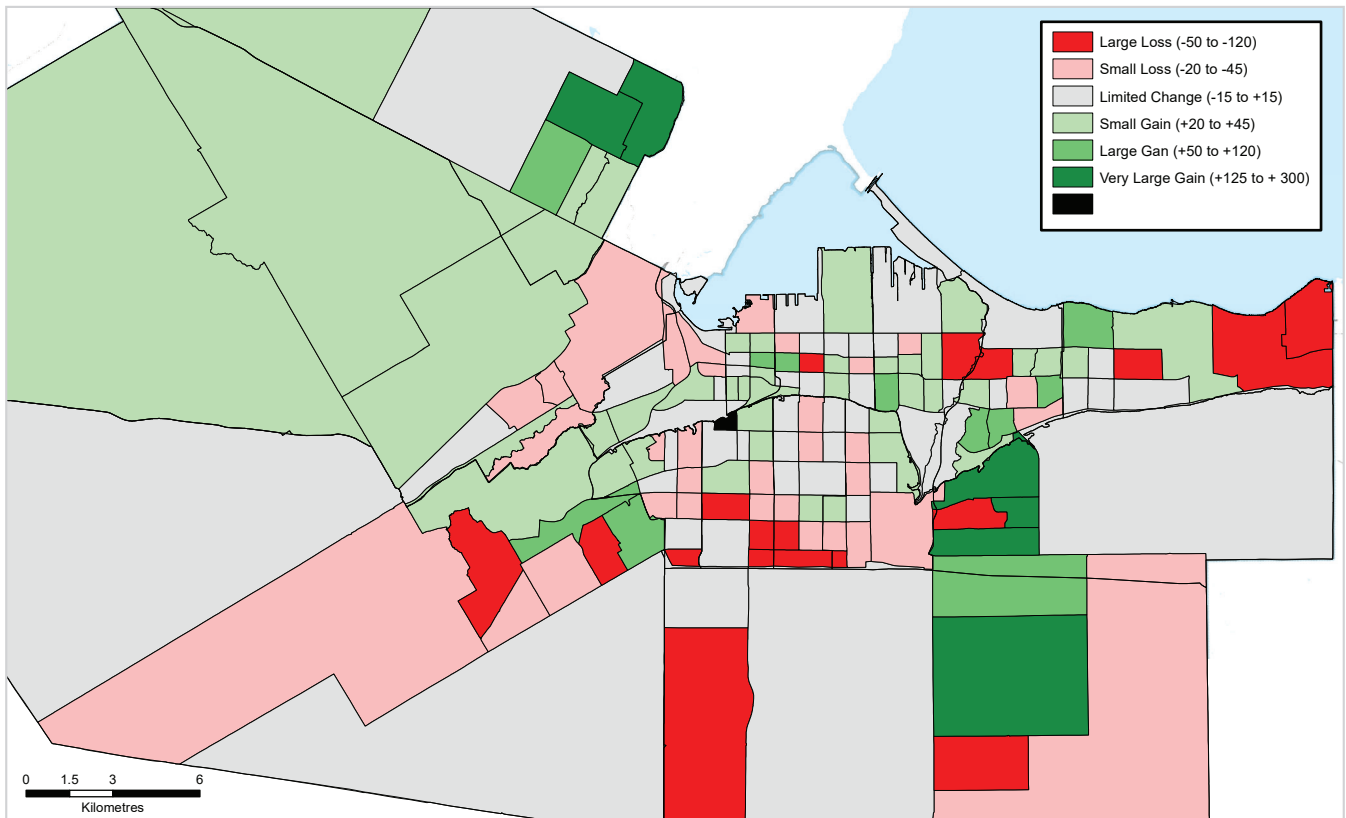 Large Loss (-50 to -120)
Small Loss (-20 to -45)
Limited Change (-15 to +15)
Small Gain (+20 to +45)
Large Gan (+50 to +120)
Very Large Gain (+125 to + 300)
0 1.5 3 6
Kilometres